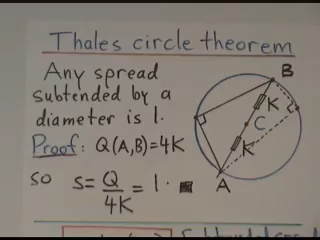 Thales circle theorem
Any spread
subtended by a
diameter is 1.
Proof: Q(A,B)=4K
so s= Q/4K = 1.
B
K
C
K
A